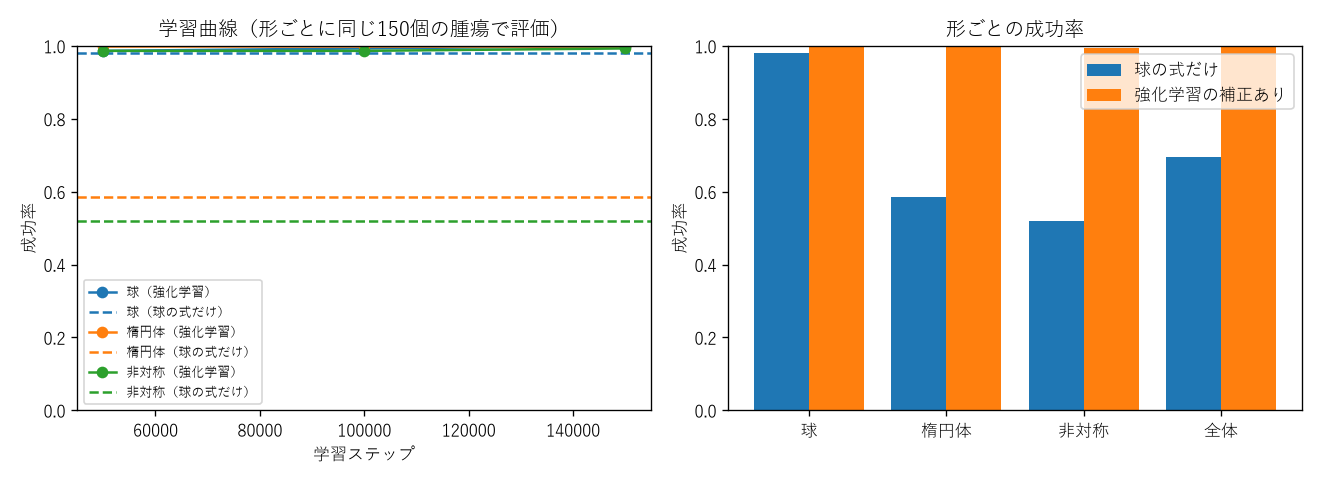 学習曲線（形ごとに同じ150個の腫瘍で評価）
成功率
1.0
0.8
0.6
0.4
0.2
0.0
球（強化学習）
球（球の式だけ）
楕円体（強化学習）
楕円体（球の式だけ）
非対称（強化学習）
非対称（球の式だけ）
60000 80000 100000 120000 140000
学習ステップ
形ごとの成功率
成功率
1.0
0.8
0.6
0.4
0.2
0.0
球の式だけ
強化学習の補正あり
球 楕円体 非対称 全体